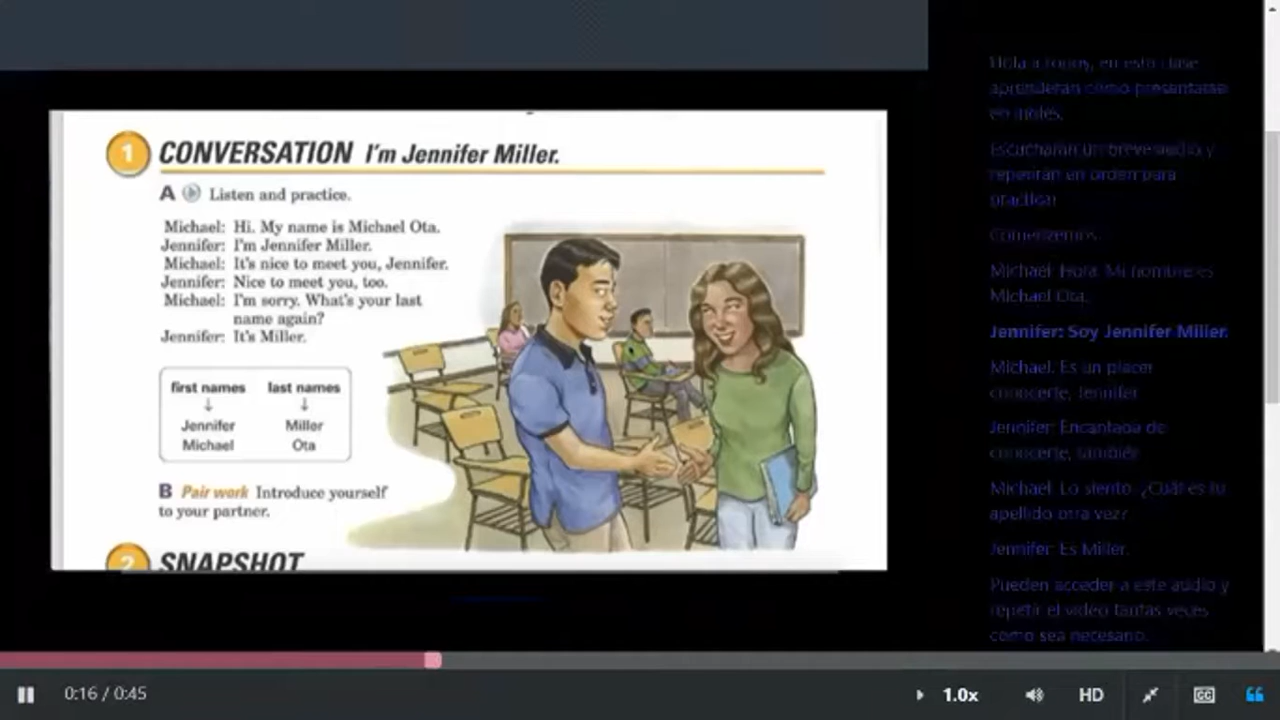 1 CONVERSATION I'm Jennifer Miller.
A Listen and practice.
Michael: Hi. My name is Michael Ota.
Jennifer: I'm Jennifer Miller.
Michael: It's nice to meet you, Jennifer.
Jennifer: Nice to meet you, too.
Michael: I'm sorry. What's your last
name again?
Jennifer: It's Miller.
first names last names
↓ ↓
Jennifer Miller
Michael Ota
B Pair work Introduce yourself
to your partner.
2 SNAPSHOT
Hola a todos, en esta clase
aprenderán cómo presentarse
en inglés.
Escucharán un breve audio y
repetirán en orden para
practicar.
Comenzemos.
Michael: Hola. Mi nombre es
Michael Ota.
Jennifer: Soy Jennifer Miller.
Michael: Es un placer
conocerte, Jennifer
Jennifer: Encantada de
conocerte, también
Michael: Lo siento. ¿Cuál es tu
apellido otra vez?
Jennifer: Es Miller.
Pueden acceder a este audio y
repetir el video tantas veces
como sea necesario.
0:16 / 0:45
1.0x
HD
CC